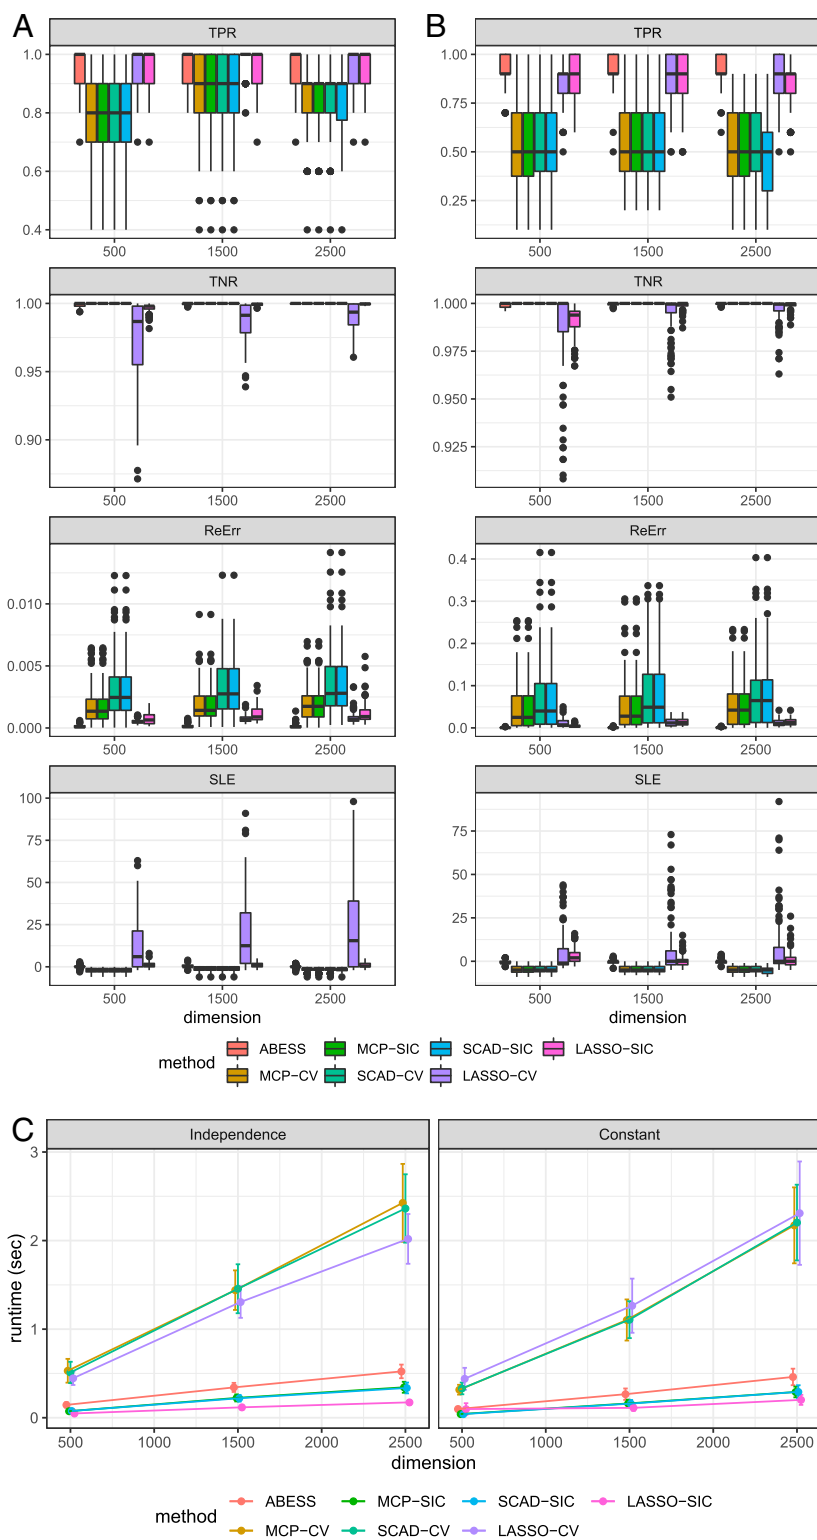 A
TPR
1.0
0.8
0.6
0.4
500 1500 2500
TNR
1.00
0.95
0.90
500 1500 2500
ReErr
0.010
0.005
0.000
500 1500 2500
SLE
100
75
50
25
0
500 1500 2500
dimension
B
TPR
1.00
0.75
0.50
0.25
500 1500 2500
TNR
1.000
0.975
0.950
0.925
500 1500 2500
ReErr
0.4
0.3
0.2
0.1
0.0
500 1500 2500
SLE
75
50
25
0
500 1500 2500
dimension
method
ABESS MCP−SIC SCAD−SIC LASSO−SIC
MCP−CV SCAD−CV LASSO−CV
C
Independence Constant
runtime (sec)
3
2
1
0
500 1000 1500 2000 2500 500 1000 1500 2000 2500
dimension
method
ABESS MCP−SIC SCAD−SIC LASSO−SIC
MCP−CV SCAD−CV LASSO−CV